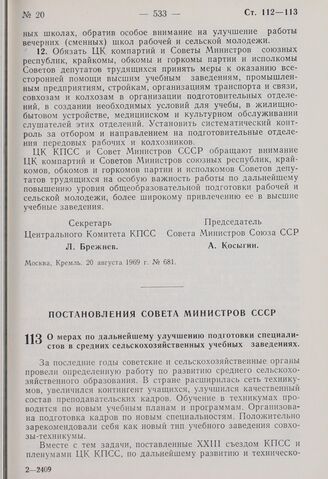 № 20 — 533 — Ст. 112—113
ных школах, обратив особое внимание на улучшение работы
вечерних (сменных) школ рабочей и сельской молодежи.
12. Обязать ЦК компартий и Советы Министров союзных
республик, крайкомы, обкомы и горкомы партии и исполкомы
Советов депутатов трудящихся принять меры к оказанию все-
сторонней помощи высшим учебным заведениям, промышлен-
ным предприятиям, стройкам, организациям транспорта и связи,
совхозам и колхозам в организации подготовительных отделе-
ний, в создании необходимых условий для учебы, в жилищно-
бытовом устройстве, медицинском и культурном обслуживании
слушателей этих отделений. Установить систематический конт-
роль за отбором и направлением на подготовительные отделе-
ния передовых рабочих и колхозников.
ЦК КПСС и Совет Министров СССР обращают внимание
ЦК компартий и Советов Министров союзных республик, край-
комов, обкомов и горкомов партии и исполкомов Советов депу-
татов трудящихся на особую важность работы по дальнейшему
повышению уровня общеобразовательной подготовки рабочей
и сельской молодежи, более широкому привлечению ее в высшие
учебные заведения.
Секретарь Председатель
Центрального Комитета КПСС Совета Министров Союза ССР
Л. Брежнев. А. Косыгин.
Москва, Кремль. 20 августа 1969 г. № 681.
ПОСТАНОВЛЕНИЯ СОВЕТА МИНИСТРОВ СССР
113 О мерах по дальнейшему улучшению подготовки специали-
стов в средних сельскохозяйственных учебных заведениях.
За последние годы советские и сельскохозяйственные органы
провели определенную работу по развитию среднего сельскохо-
зяйственного образования. В стране расширилась сеть техник-
умов, увеличился контингент учащихся, улучшился качественный
состав преподавательских кадров. Обучение в техникумах про-
водится по новым учебным планам и программам. Организова-
на подготовка кадров по новым специальностям. Положительно
зарекомендовали себя как новый тип учебного заведения совхо-
зы-техникумы.
Вместе с тем задачи, поставленные XXIII съездом КПСС и
пленумами ЦК КПСС, по дальнейшему развитию и техническо-
2—2409